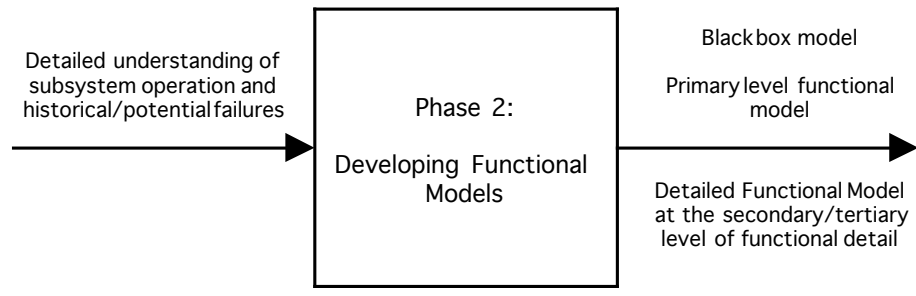 Detailed understanding of
subsystem operation and
historical/potential failures
Phase 2:
Developing Functional
Models
Blackbox model
Primary level functional
model
Detailed Functional Model
at the secondary/tertiary
level of functional detail